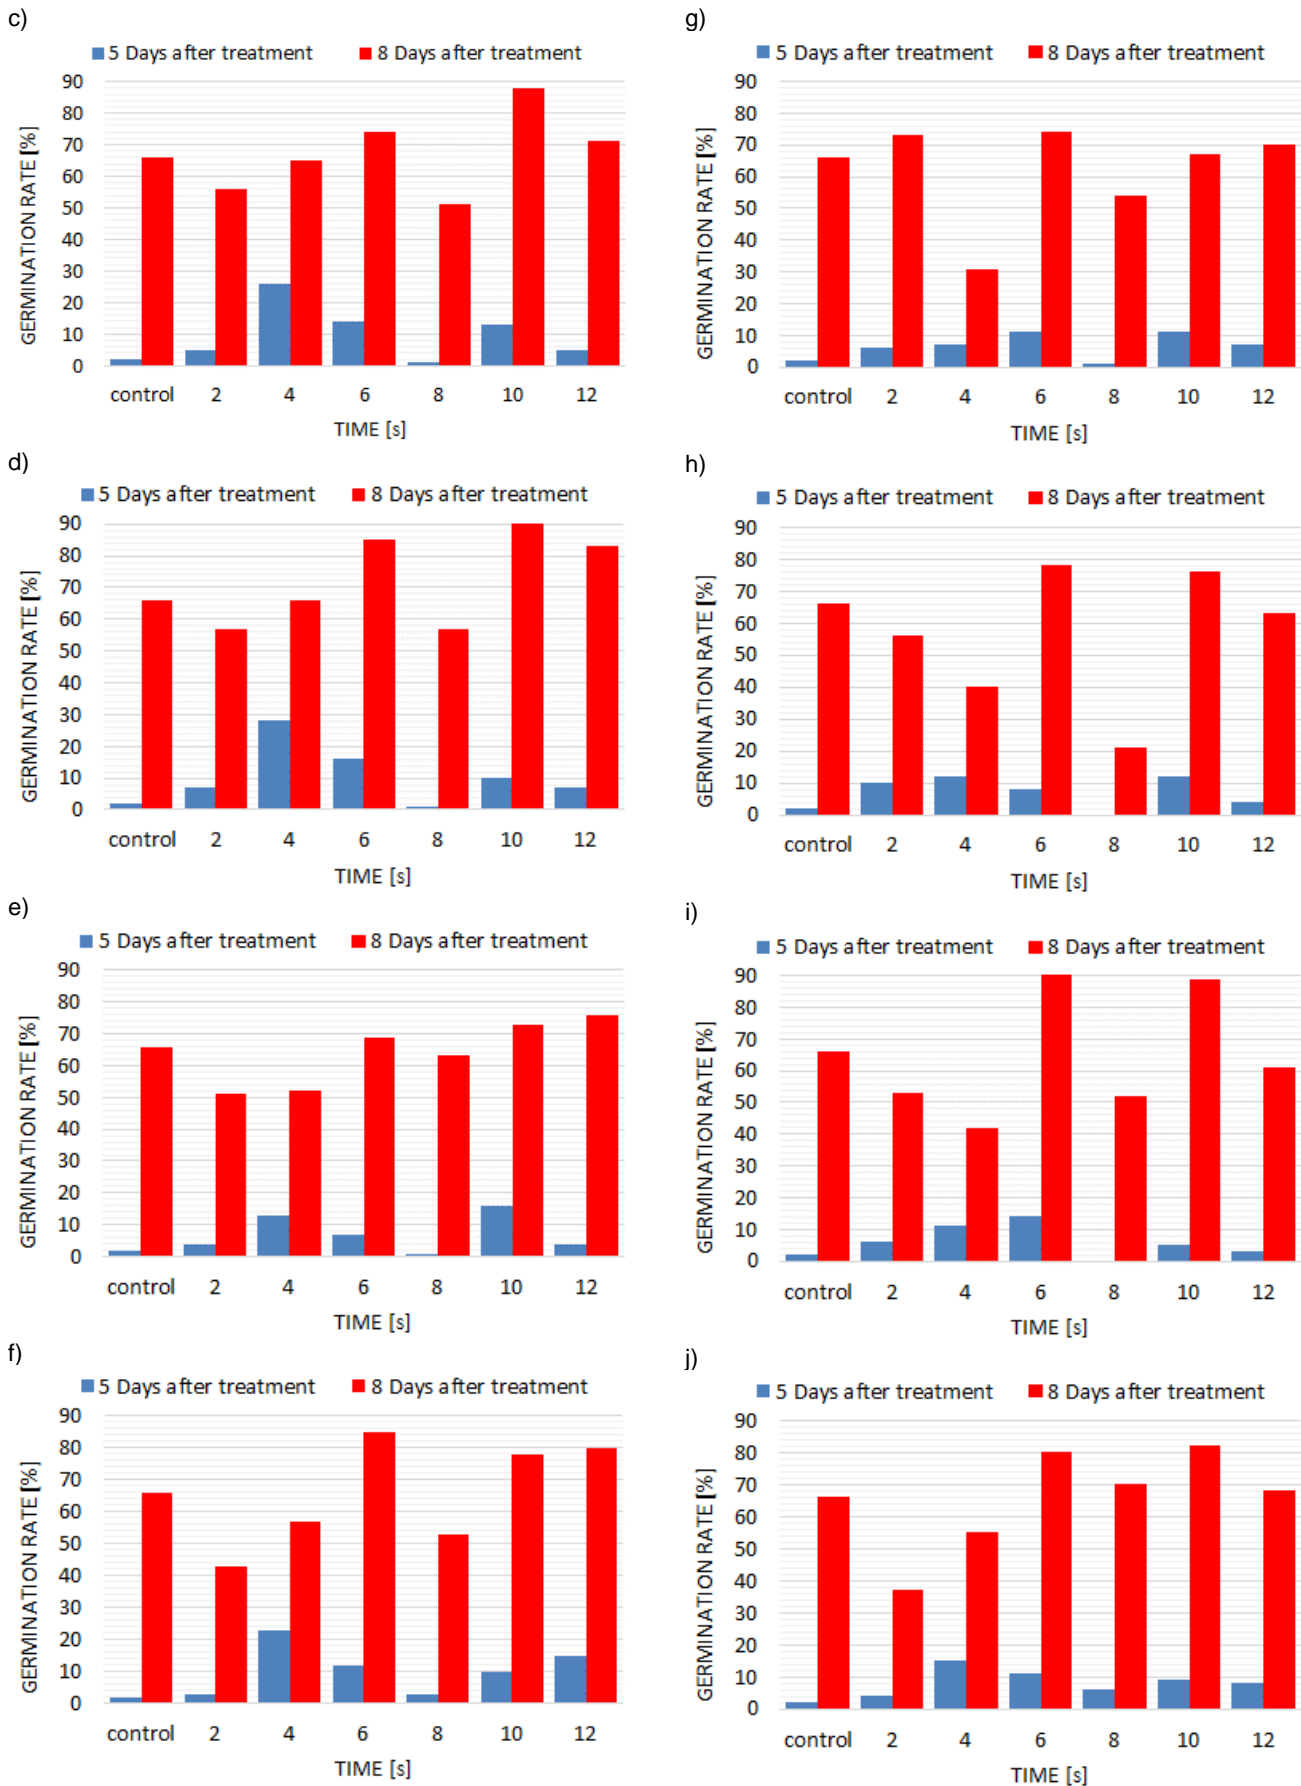 c)
5 Days after treatment 8 Days after treatment
GERMINATION RATE [%]
90
80
70
60
50
40
30
20
10
0
control 2 4 6 8 10 12
TIME [s]
d)
5 Days after treatment 8 Days after treatment
GERMINATION RATE [%]
90
80
70
60
50
40
30
20
10
0
control 2 4 6 8 10 12
TIME [s]
e)
5 Days after treatment 8 Days after treatment
GERMINATION RATE [%]
90
80
70
60
50
40
30
20
10
0
control 2 4 6 8 10 12
TIME [s]
f)
5 Days after treatment 8 Days after treatment
GERMINATION RATE [%]
90
80
70
60
50
40
30
20
10
0
control 2 4 6 8 10 12
TIME [s]
g)
5 Days after treatment 8 Days after treatment
GERMINATION RATE [%]
90
80
70
60
50
40
30
20
10
0
control 2 4 6 8 10 12
TIME [s]
h)
5 Days after treatment 8 Days after treatment
GERMINATION RATE [%]
90
80
70
60
50
40
30
20
10
0
control 2 4 6 8 10 12
TIME [s]
i)
5 Days after treatment 8 Days after treatment
GERMINATION RATE [%]
90
80
70
60
50
40
30
20
10
0
control 2 4 6 8 10 12
TIME [s]
j)
5 Days after treatment 8 Days after treatment
GERMINATION RATE [%]
90
80
70
60
50
40
30
20
10
0
control 2 4 6 8 10 12
TIME [s]